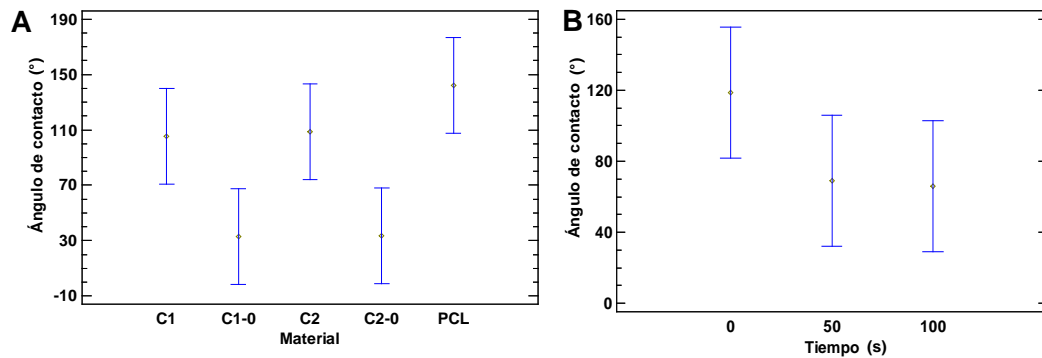 A
Ángulo de contacto (°)
190
150
110
70
30
-10
C1 C1-0 C2 C2-0 PCL
Material
B
Ángulo de contacto (°)
160
120
80
40
0
0 50 100
Tiempo (s)